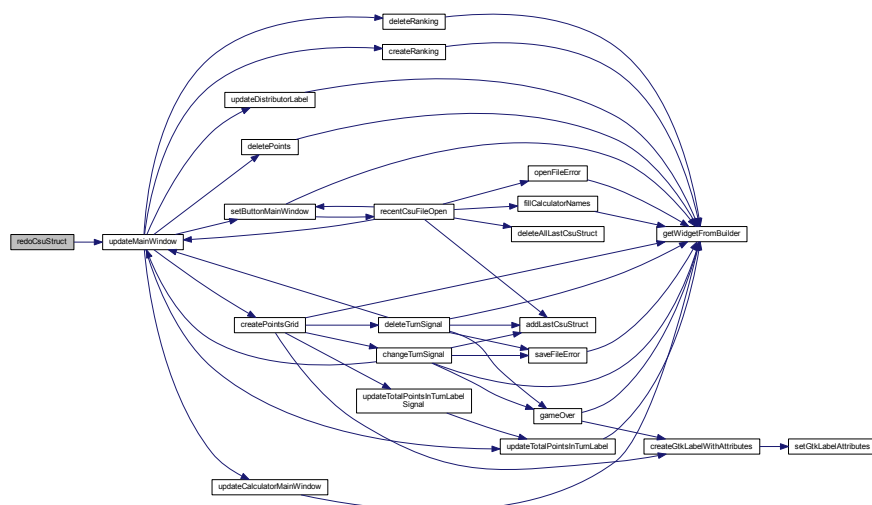 deleteRanking
createRanking
updateDistributorLabel
deletePoints
openFileError
fillCalculatorNames
setButtonMainWindow
recentCsuFileOpen
deleteAllLastCsuStruct
getWidgetFromBuilder
redoCsuStruct
updateMainWindow
createPointsGrid
deleteTurnSignal
addLastCsuStruct
changeTurnSignal
saveFileError
updateTotalPointsInTurnLabel
Signal
gameOver
updateTotalPointsInTurnLabel
createGtkLabelWithAttributes
setGtkLabelAttributes
updateCalculatorMainWindow